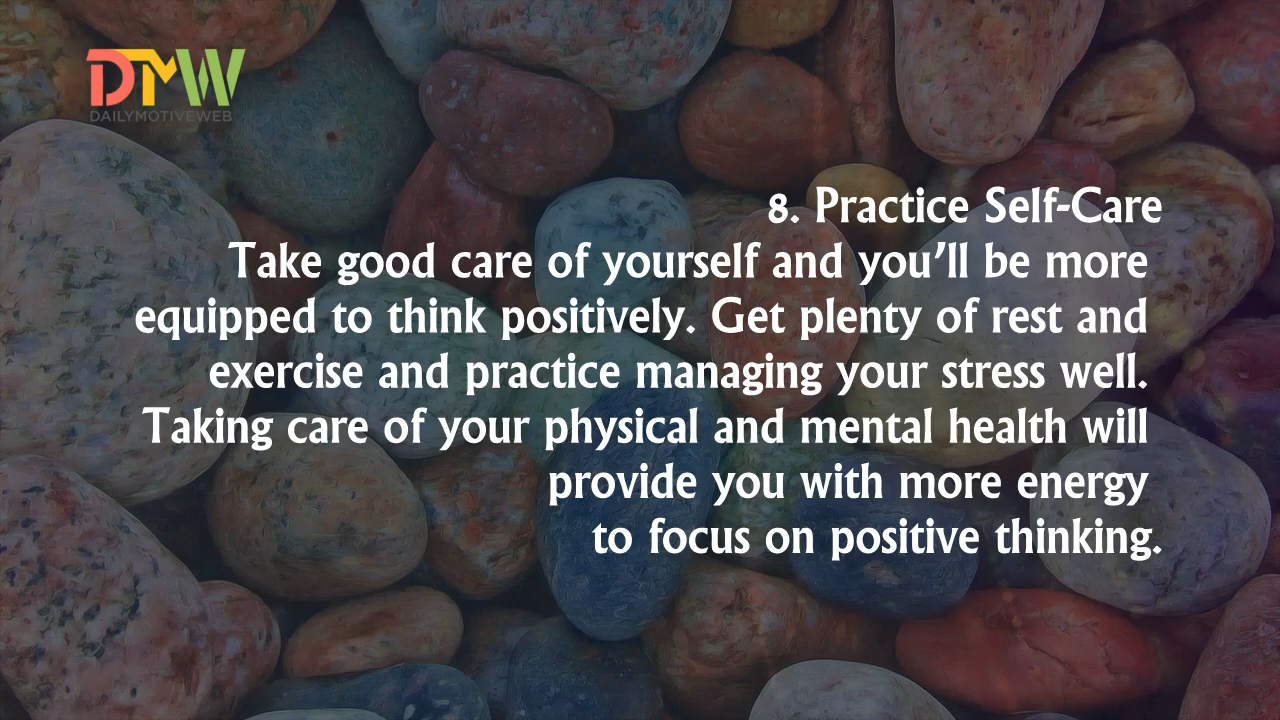 DTMW
DAILYMOTIVEWEB
8. Practice Self-Care
Take good care of yourself and you’ll be more
equipped to think positively. Get plenty of rest and
exercise and practice managing your stress well.
Taking care of your physical and mental health will
provide you with more energy
to focus on positive thinking.